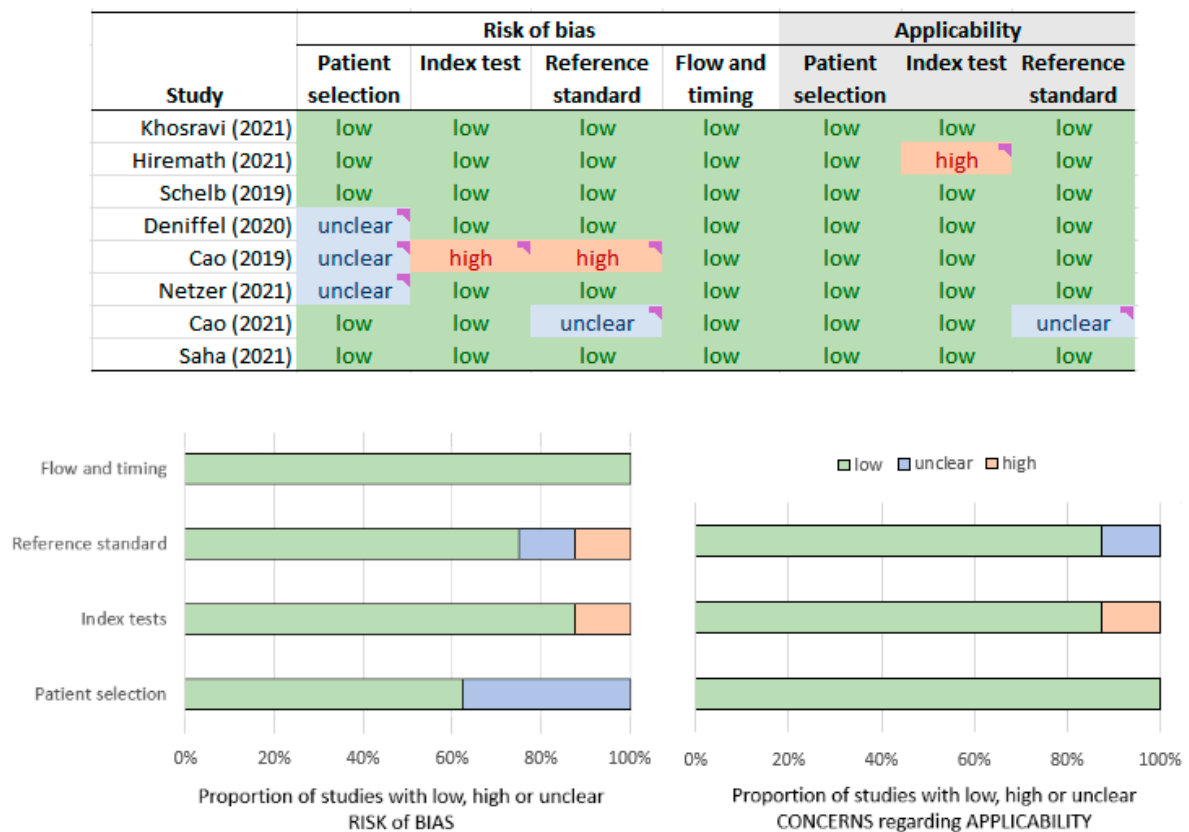 Risk of bias Applicability
Patient Index test Reference Flow and Patient Index test Reference
Study selection standard timing selection standard
Khosravi (2021) low low low low low low low
Hiremath (2021) low low low low low high low
Schelb (2019) low low low low low low low
Deniffel (2020) unclear low low low low low low
Cao (2019) unclear high high low low low low
Netzer (2021) unclear low low low low low low
Cao (2021) low low unclear low low low unclear
Saha (2021) low low low low low low low
Flow and timing
Reference standard
Index tests
Patient selection
0% 20% 40% 60% 80% 100%
Proportion of studies with low, high or unclear
RISK of BIAS
low unclear high
0% 20% 40% 60% 80% 100%
Proportion of studies with low, high or unclear
CONCERNS regarding APPLICABILITY